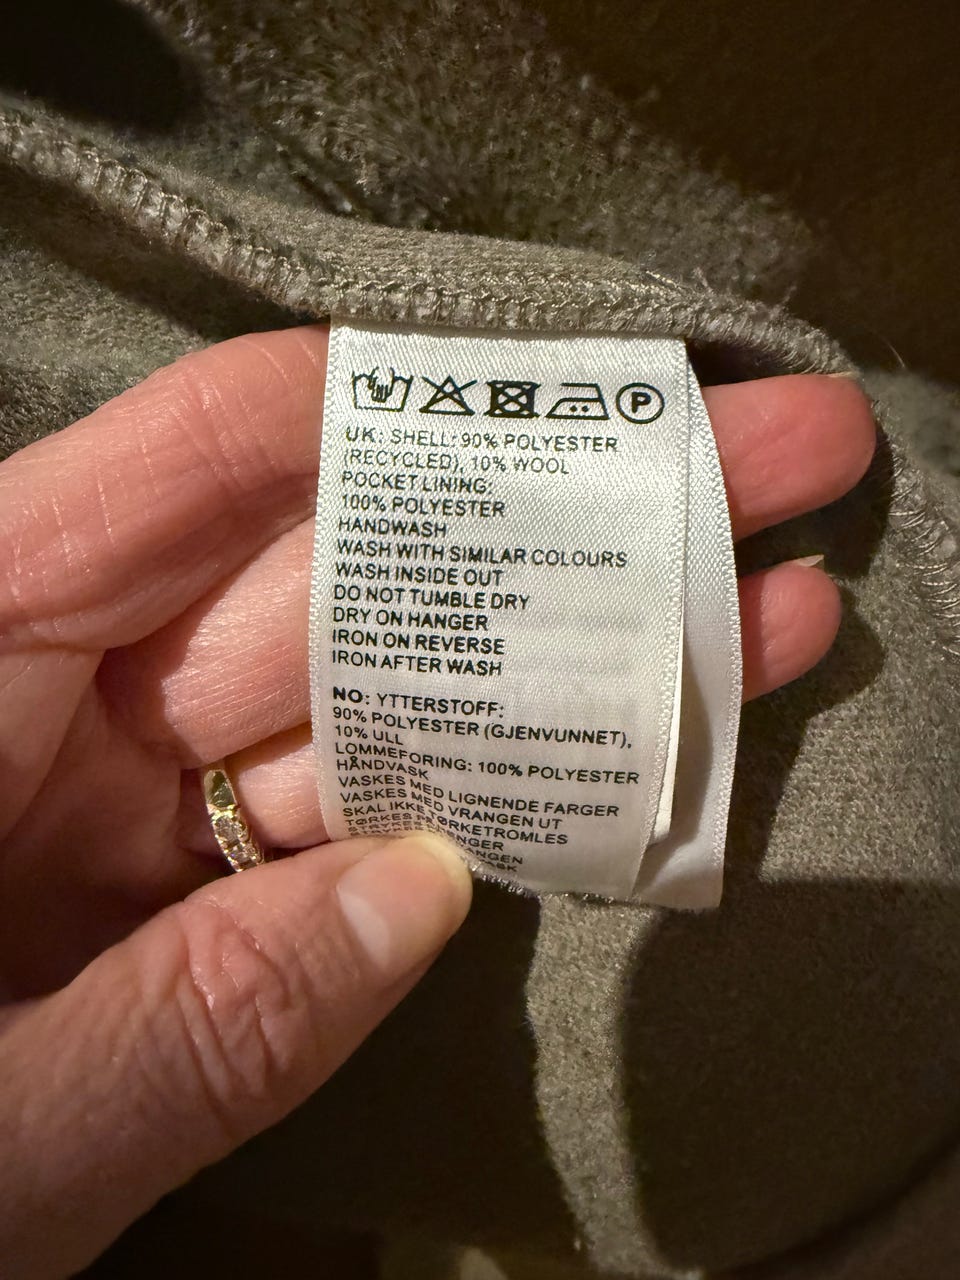 P
UK: SHELL: 90% POLYESTER
(RECYCLED), 10% WOOL
POCKET LINING:
100% POLYESTER
HANDWASH
WASH WITH SIMILAR COLOURS
WASH INSIDE OUT
DO NOT TUMBLE DRY
DRY ON HANGER
IRON ON REVERSE
IRON AFTER WASH
NO: YTTERSTOFF:
90% POLYESTER (GJENVUNNET),
10% ULL
LOMMEFORING: 100% POLYESTER
HÅNDVASK
VASKES MED LIGNENDE FARGER
VASKES MED VRANGEN UT
SKAL IKKE TØRKETROMLES